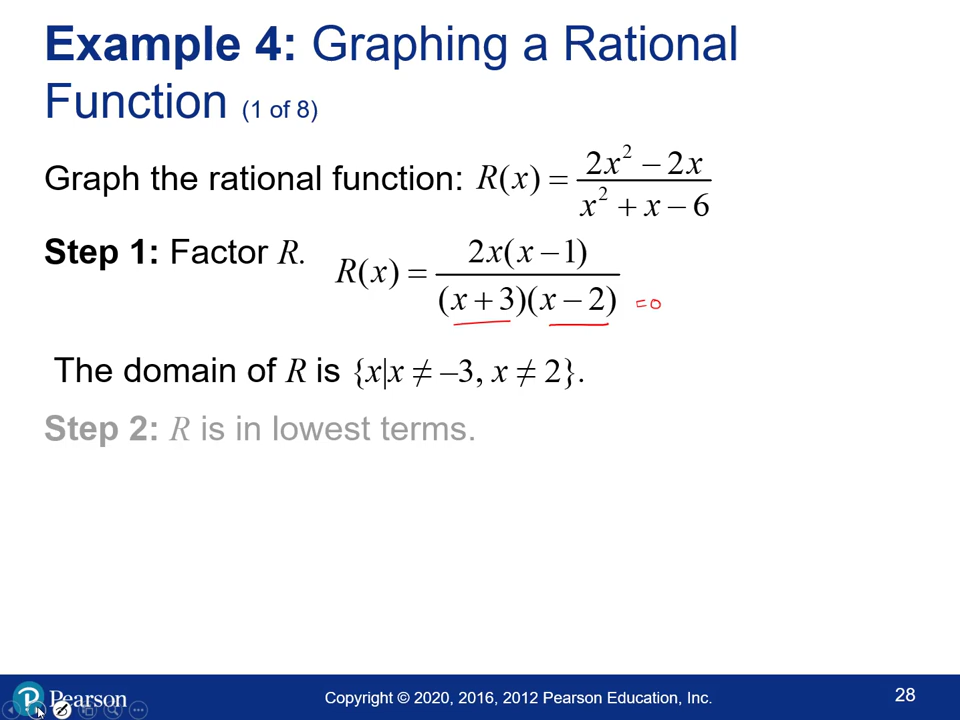 Example 4: Graphing a Rational
Function (1 of 8)
Graph the rational function: R(x) = (2x² − 2x)/(x² + x − 6)
Step 1: Factor R. R(x) = 2x(x − 1)/((x + 3)(x − 2)) =0
The domain of R is {x|x ≠ –3, x ≠ 2}.
Step 2: R is in lowest terms.
Pearson
Copyright © 2020, 2016, 2012 Pearson Education, Inc.
28